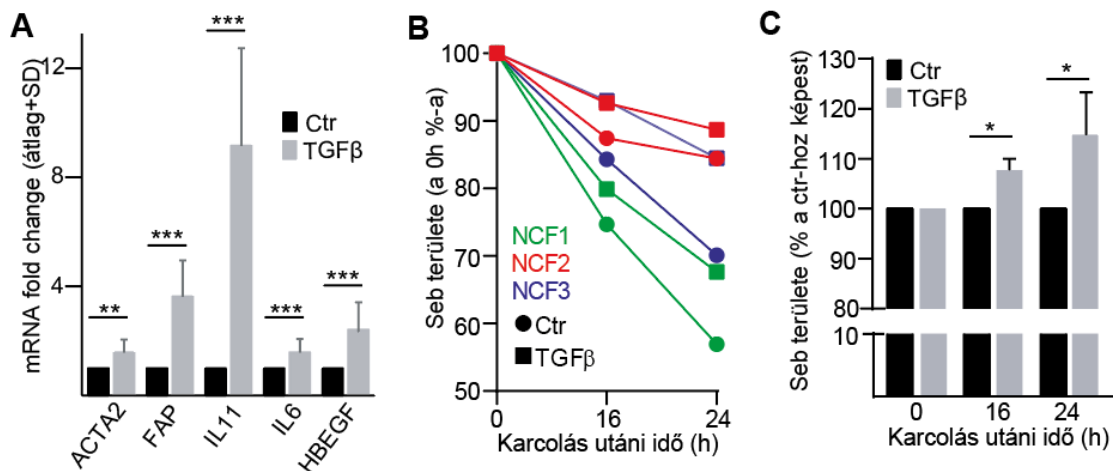 A
mRNA fold change (átlag+SD)
12
8
4
***
**
***
***
***
Ctr
TGFβ
ACTA2
FAP
IL11
IL6
HBEGF
B
Seb területe (a 0h %-a)
100
90
80
70
60
50
NCF1
NCF2
NCF3
Ctr
TGFβ
0
16
24
Karcolás utáni idő (h)
C
Seb területe (% a ctr-hoz képest)
130
120
110
100
90
80
10
Ctr
TGFβ
*
*
0
16
24
Karcolás utáni idő (h)